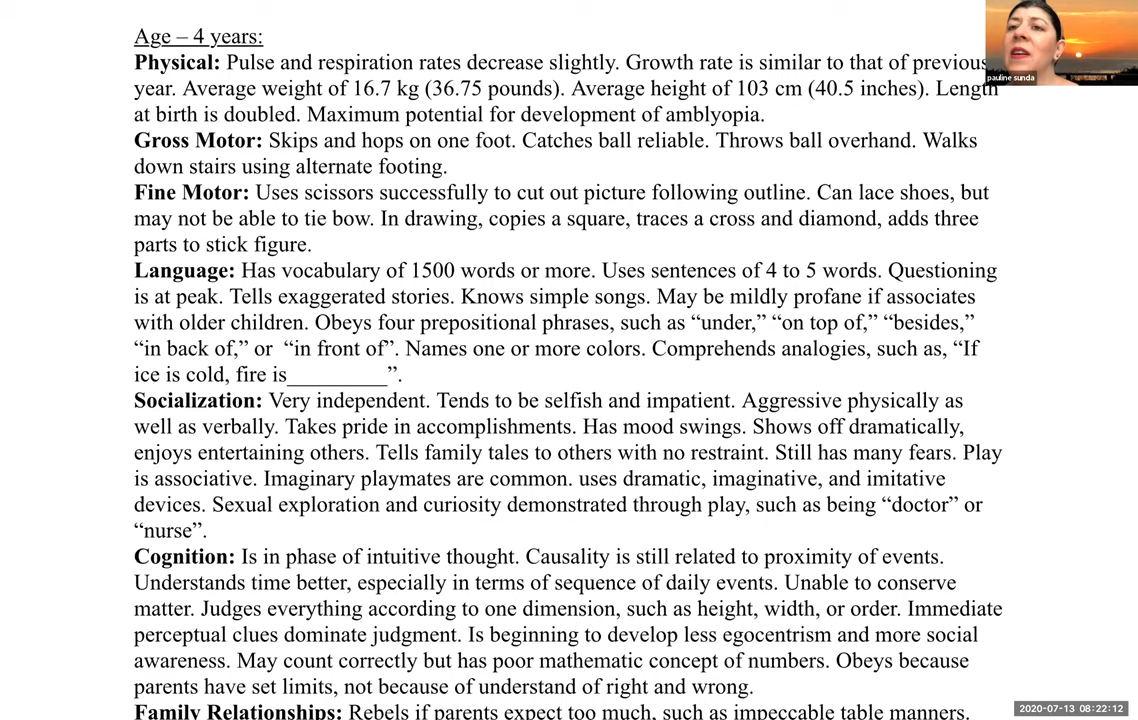 Age – 4 years:
Physical: Pulse and respiration rates decrease slightly. Growth rate is similar to that of previous
year. Average weight of 16.7 kg (36.75 pounds). Average height of 103 cm (40.5 inches). Length
at birth is doubled. Maximum potential for development of amblyopia.
Gross Motor: Skips and hops on one foot. Catches ball reliable. Throws ball overhand. Walks
down stairs using alternate footing.
Fine Motor: Uses scissors successfully to cut out picture following outline. Can lace shoes, but
may not be able to tie bow. In drawing, copies a square, traces a cross and diamond, adds three
parts to stick figure.
Language: Has vocabulary of 1500 words or more. Uses sentences of 4 to 5 words. Questioning
is at peak. Tells exaggerated stories. Knows simple songs. May be mildly profane if associates
with older children. Obeys four prepositional phrases, such as “under,” “on top of,” “besides,”
“in back of,” or “in front of”. Names one or more colors. Comprehends analogies, such as, “If
ice is cold, fire is_________”.
Socialization: Very independent. Tends to be selfish and impatient. Aggressive physically as
well as verbally. Takes pride in accomplishments. Has mood swings. Shows off dramatically,
enjoys entertaining others. Tells family tales to others with no restraint. Still has many fears. Play
is associative. Imaginary playmates are common. uses dramatic, imaginative, and imitative
devices. Sexual exploration and curiosity demonstrated through play, such as being “doctor” or
“nurse”.
Cognition: Is in phase of intuitive thought. Causality is still related to proximity of events.
Understands time better, especially in terms of sequence of daily events. Unable to conserve
matter. Judges everything according to one dimension, such as height, width, or order. Immediate
perceptual clues dominate judgment. Is beginning to develop less egocentrism and more social
awareness. May count correctly but has poor mathematic concept of numbers. Obeys because
parents have set limits, not because of understand of right and wrong.
Family Relationships: Rebels if parents expect too much, such as impeccable table manners.
pauline sunda
2020-07-13 08:22:12